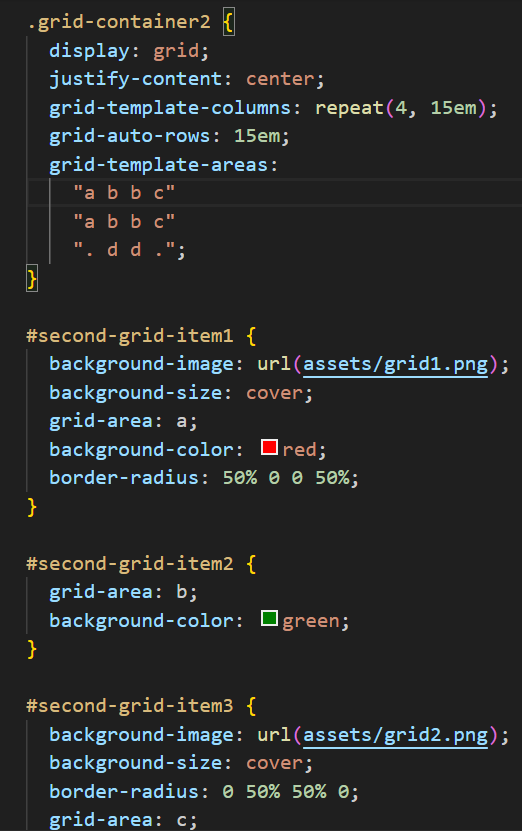 .grid-container2 {
display: grid;
justify-content: center;
grid-template-columns: repeat(4, 15em);
grid-auto-rows: 15em;
grid-template-areas:
"a b b c"
"a b b c"
". d d .";
}
#second-grid-item1 {
background-image: url(assets/grid1.png);
background-size: cover;
grid-area: a;
background-color: red;
border-radius: 50% 0 0 50%;
}
#second-grid-item2 {
grid-area: b;
background-color: green;
}
#second-grid-item3 {
background-image: url(assets/grid2.png);
background-size: cover;
border-radius: 0 50% 50% 0;
grid-area: c;